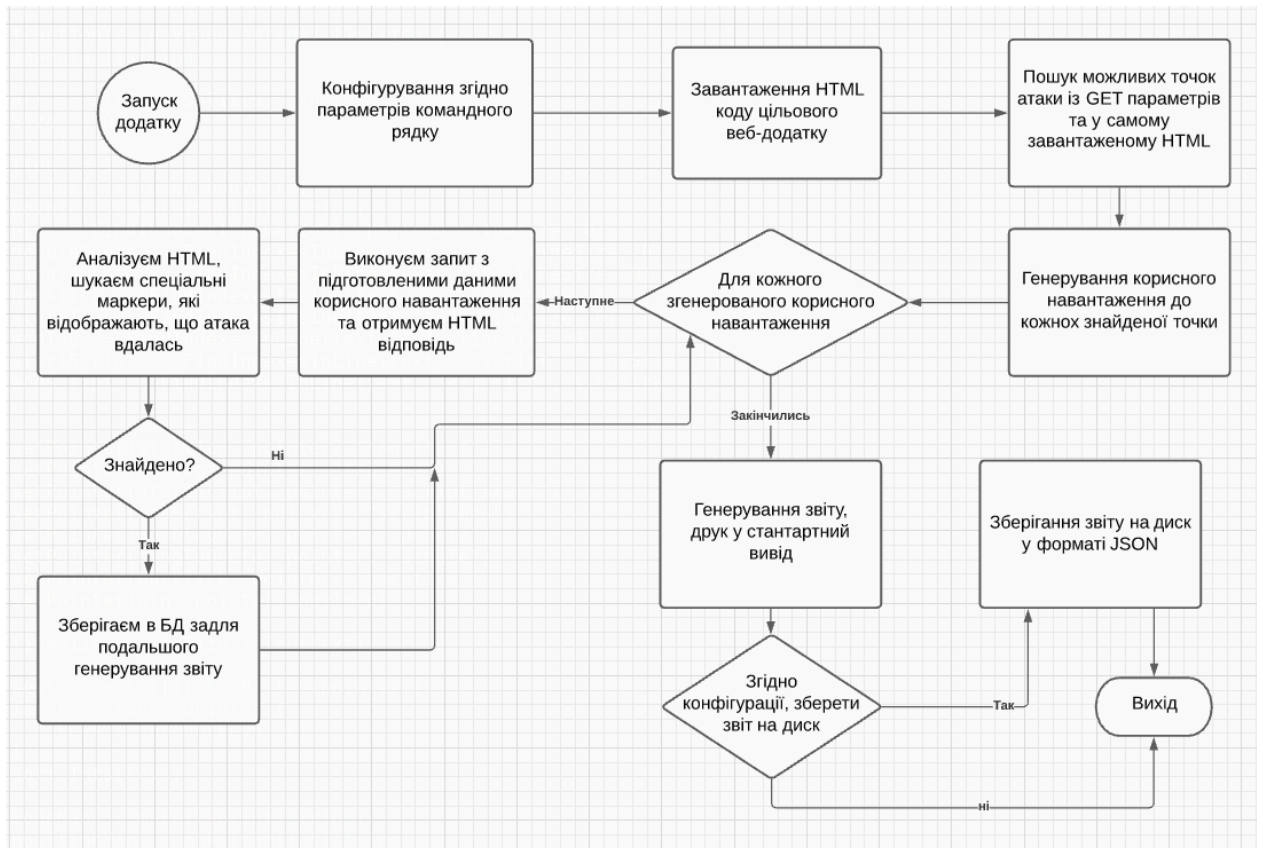 Запуск
додатку
Конфігурування згідно
параметрів командного
рядку
Завантаження HTML
коду цільового
веб-додатку
Пошук можливих точок
атаки із GET параметрів
та у самому
завантаженому HTML
Аналізуєм HTML,
шукаєм спеціальні
маркери, які
відображають, що атака
вдалась
Виконуєм запит з
підготовленими даними
корисного навантаження
та отримуєм HTML
відповідь
Наступне
Для кожного
згенерованого корисного
навантаження
Генерування корисного
навантаження до
кожнох знайденої точки
Закінчились
Знайдено?
Ні
Так
Зберігаєм в БД задля
подальшого
генерування звіту
Генерування звіту,
друк у стантартний
вивід
Зберігання звіту на диск
у форматі JSON
Згідно
конфігурації, зберети
звіт на диск
Так
Вихід
ні